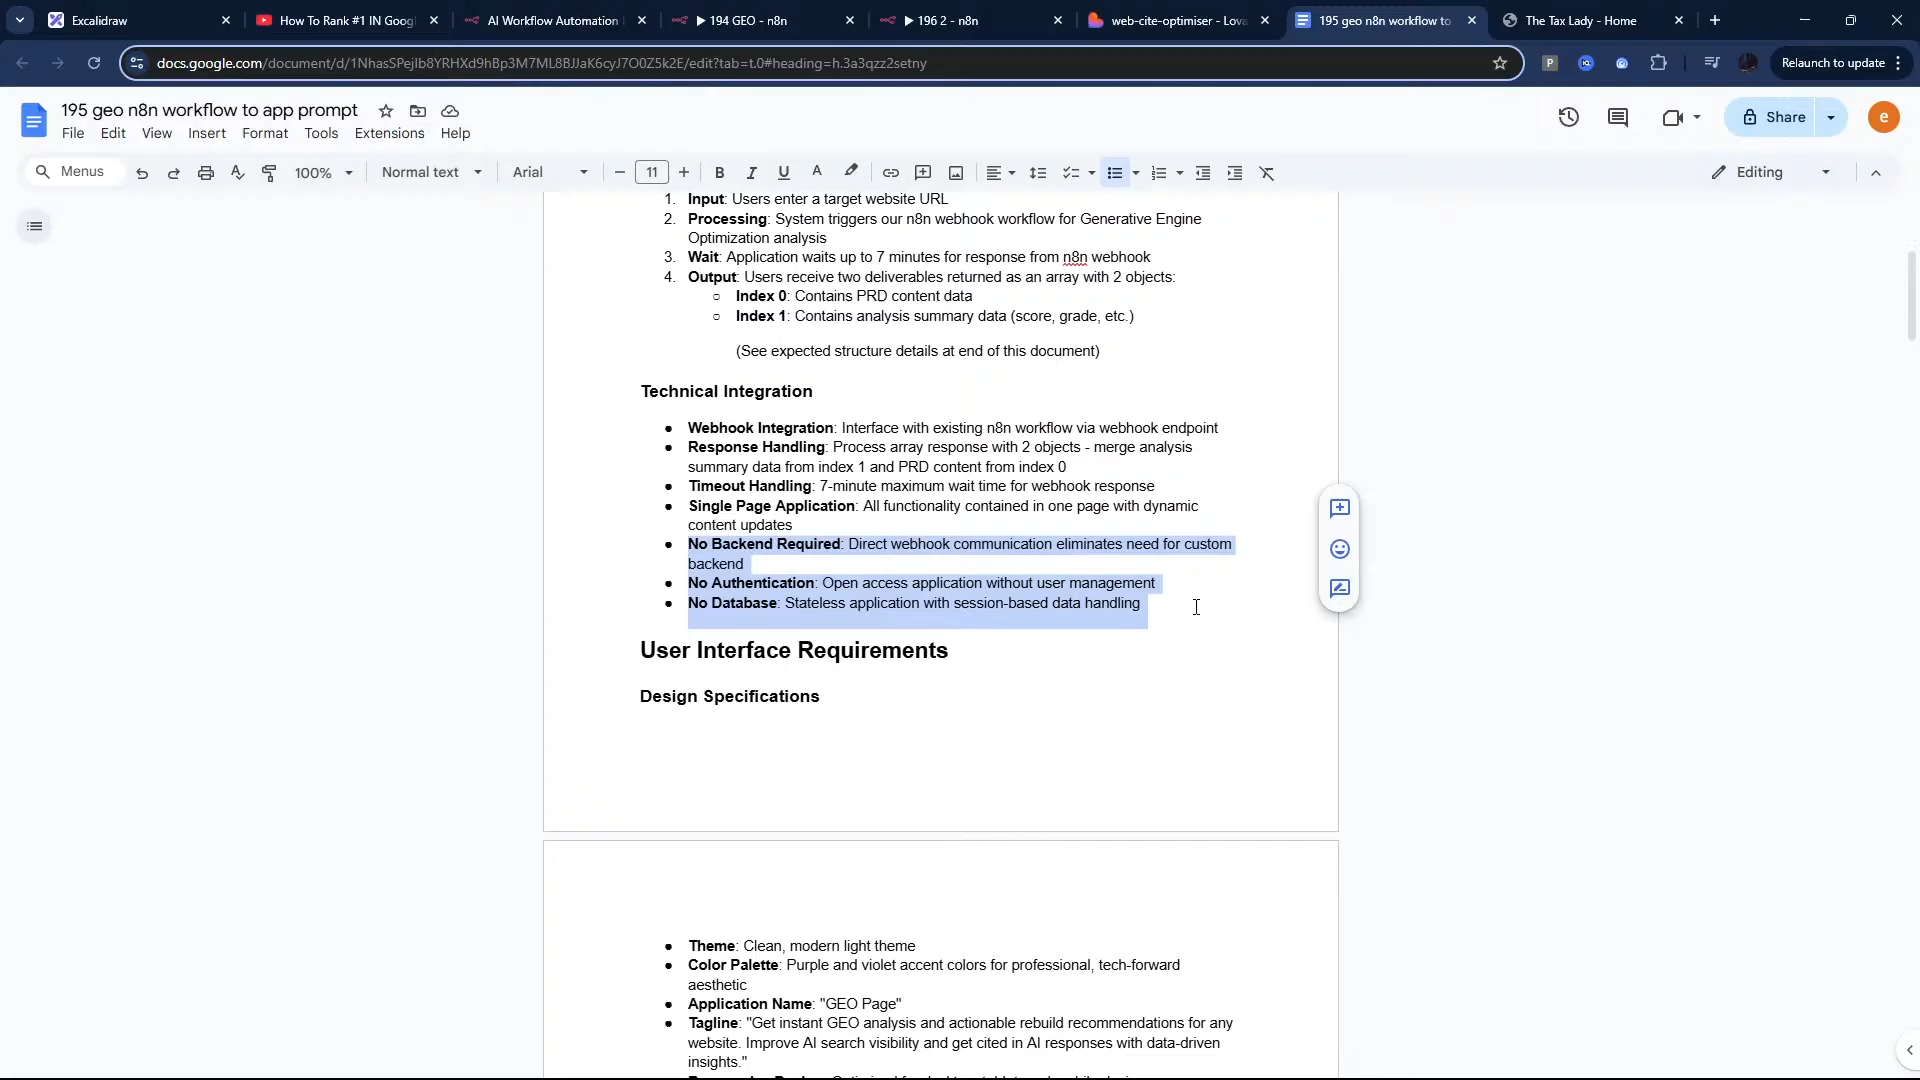 Excalidraw
How To Rank #1 IN Goog
AI Workflow Automation
▶ 194 GEO - n8n
▶ 196 2 - n8n
web-cite-optimiser - Lova
195 geo n8n workflow to
The Tax Lady - Home
docs.google.com/document/d/1NhasSPejlb8YRHXd9hBp3M7ML8BJJaK6cyJ7O0Z5k2E/edit?tab=t.0#heading=h.3a3qzz2setny
Relaunch to update
195 geo n8n workflow to app prompt
File Edit View Insert Format Tools Extensions Help
Share
e
Menus
100%
Normal text
Arial
11
Editing
1. Input: Users enter a target website URL
2. Processing: System triggers our n8n webhook workflow for Generative Engine
Optimization analysis
3. Wait: Application waits up to 7 minutes for response from n8n webhook
4. Output: Users receive two deliverables returned as an array with 2 objects:
○ Index 0: Contains PRD content data
○ Index 1: Contains analysis summary data (score, grade, etc.)
(See expected structure details at end of this document)
Technical Integration
● Webhook Integration: Interface with existing n8n workflow via webhook endpoint
● Response Handling: Process array response with 2 objects - merge analysis
summary data from index 1 and PRD content from index 0
● Timeout Handling: 7-minute maximum wait time for webhook response
● Single Page Application: All functionality contained in one page with dynamic
content updates
● No Backend Required: Direct webhook communication eliminates need for custom
backend
● No Authentication: Open access application without user management
● No Database: Stateless application with session-based data handling
User Interface Requirements
Design Specifications
● Theme: Clean, modern light theme
● Color Palette: Purple and violet accent colors for professional, tech-forward
aesthetic
● Application Name: "GEO Page"
● Tagline: "Get instant GEO analysis and actionable rebuild recommendations for any
website. Improve AI search visibility and get cited in AI responses with data-driven
insights."